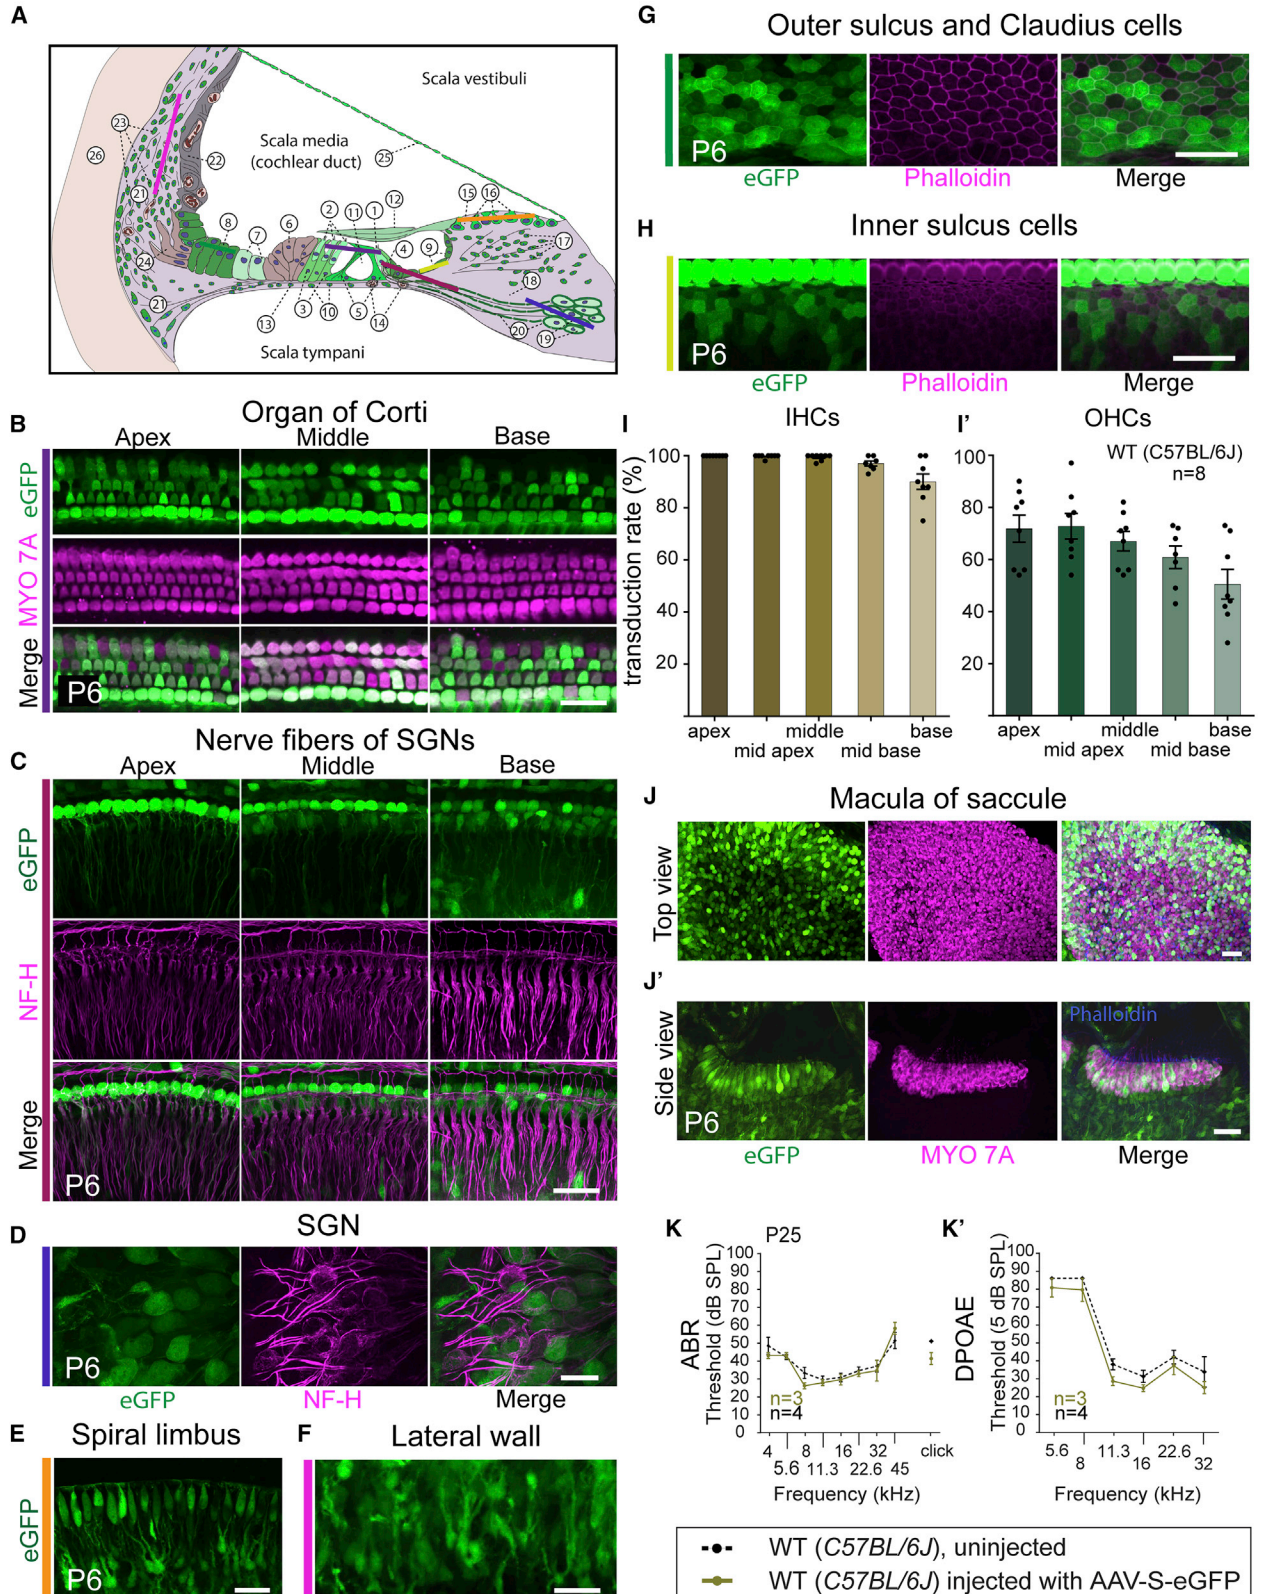 A
Scala vestibuli
Scala media
(cochlear duct)
Scala tympani
1
2
3
4
5
6
7
8
9
10
11
12
13
14
15
16
17
18
19
20
21
21
22
23
24
25
26
B
Organ of Corti
Apex
Middle
Base
eGFP
MYO 7A
Merge
P6
C
Nerve fibers of SGNs
Apex
Middle
Base
eGFP
NF-H
Merge
P6
D
SGN
P6
eGFP
NF-H
Merge
E
Spiral limbus
eGFP
P6
F
Lateral wall
G
Outer sulcus and Claudius cells
P6
eGFP
Phalloidin
Merge
H
Inner sulcus cells
P6
eGFP
Phalloidin
Merge
I
IHCs
transduction rate (%)
100
80
60
40
20
apex
mid apex
middle
mid base
base
I'
OHCs
WT (C57BL/6J)
n=8
100
80
60
40
20
apex
mid apex
middle
mid base
base
J
Macula of saccule
Top view
J'
Side view
Phalloidin
P6
eGFP
MYO 7A
Merge
K
P25
ABR
Threshold (dB SPL)
100
90
80
70
60
50
40
30
20
10
0
n=3
n=4
4
5.6
8
11.3
16
22.6
32
45
click
Frequency (kHz)
K'
DPOAE
Threshold (5 dB SPL)
100
90
80
70
60
50
40
30
20
10
0
n=3
n=4
5.6
8
11.3
16
22.6
32
Frequency (kHz)
WT (C57BL/6J), uninjected
WT (C57BL/6J) injected with AAV-S-eGFP